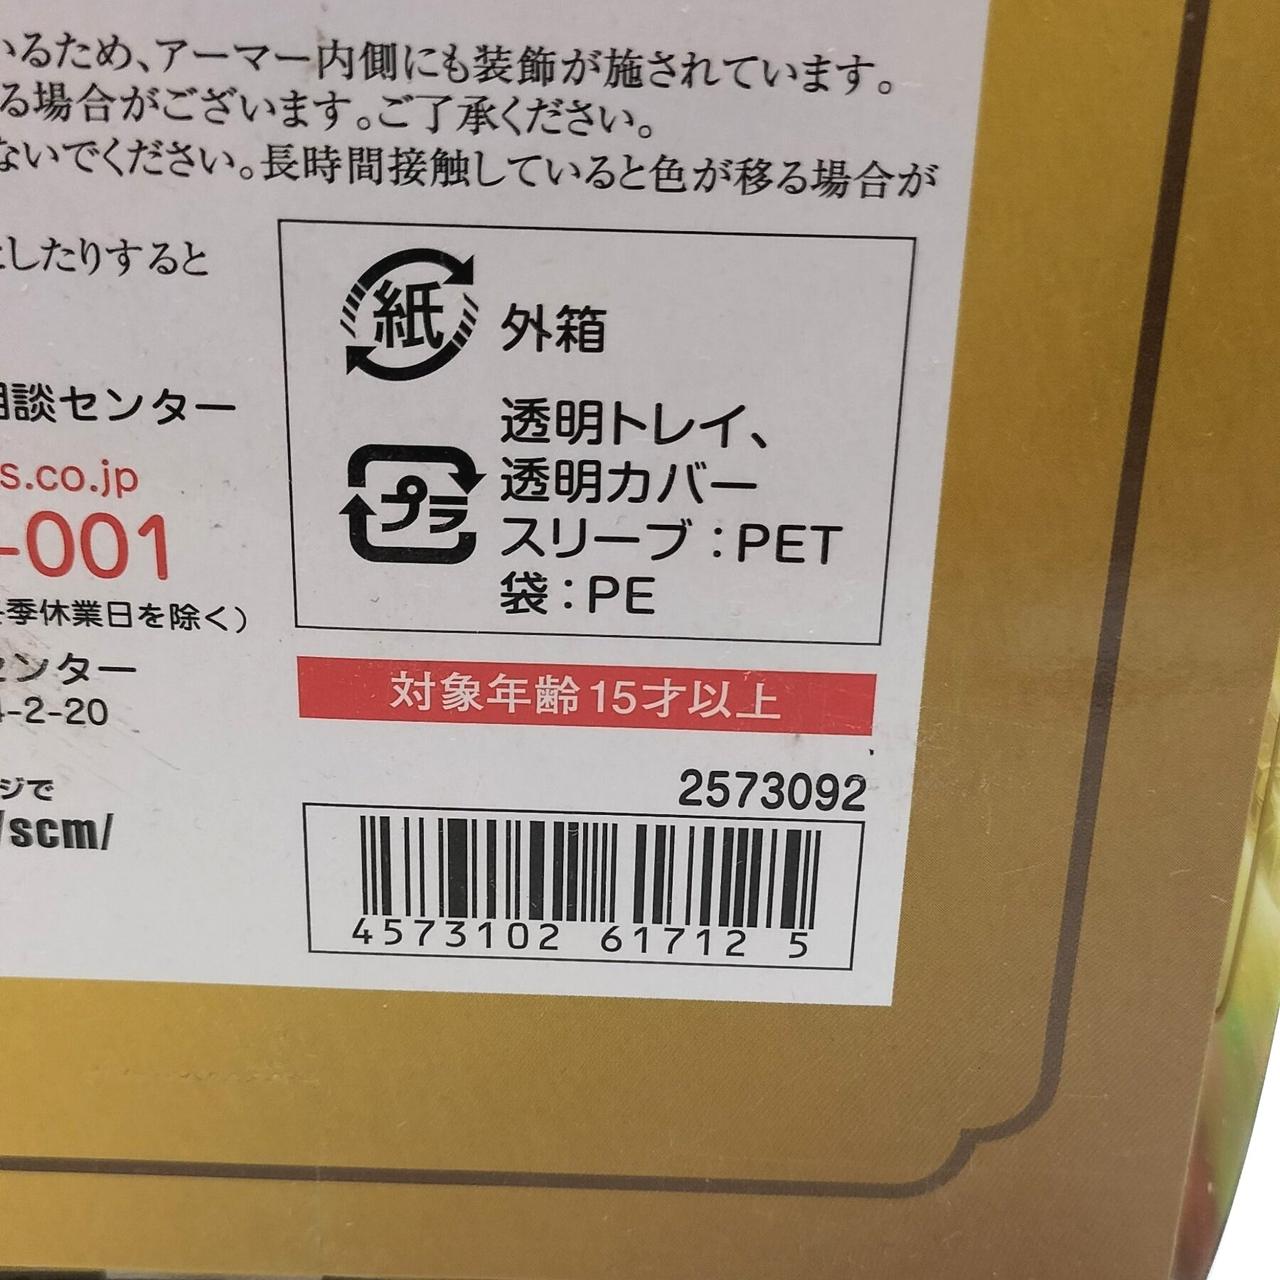 いるため、アーマー内側にも装飾が施されています。
る場合がございます。ご了承ください。
ないでください。長時間接触していると色が移る場合が
としたりすると
紙 外箱
プラ 透明トレイ、
透明カバー
スリーブ：PET
袋：PE
相談センター
s.co.jp
-001
冬季休業日を除く)
センター
4-2-20
ジで
/scm/
対象年齢15才以上
2573092
4573102 61712 5